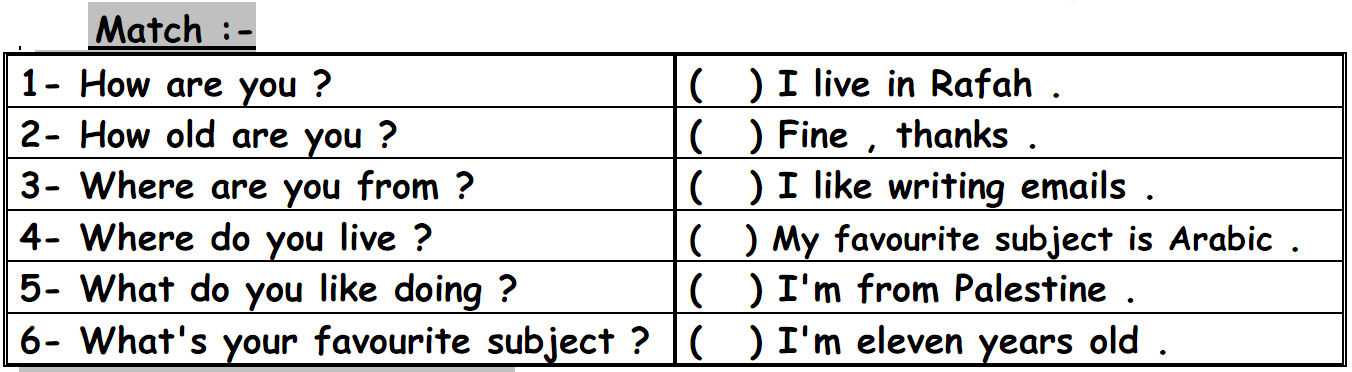 Match :-
1- How are you ? ( ) I live in Rafah .
2- How old are you ? ( ) Fine , thanks .
3- Where are you from ? ( ) I like writing emails .
4- Where do you live ? ( ) My favourite subject is Arabic .
5- What do you like doing ? ( ) I'm from Palestine .
6- What's your favourite subject ? ( ) I'm eleven years old .